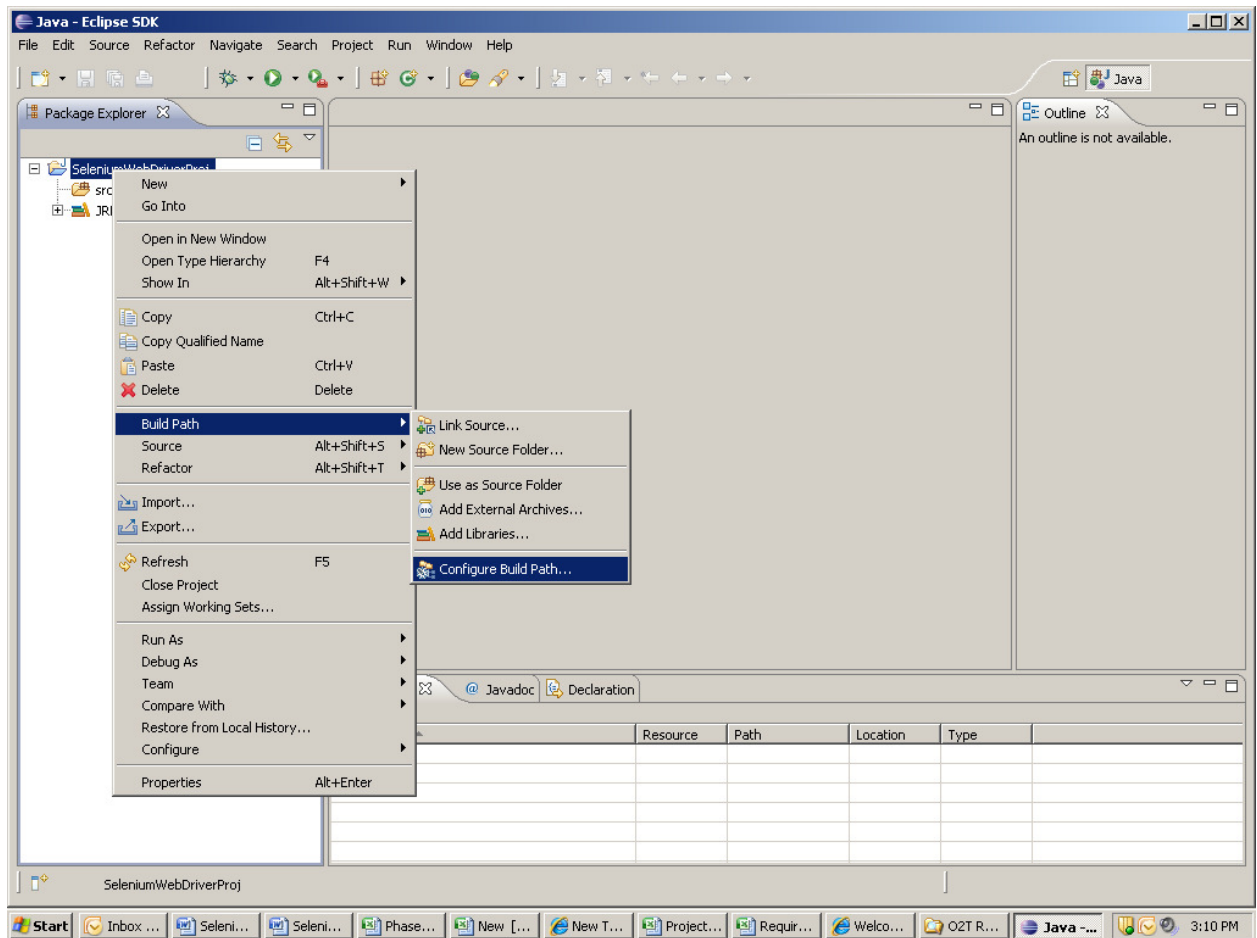 Java - Eclipse SDK
File Edit Source Refactor Navigate Search Project Run Window Help
Java
Package Explorer
Outline
An outline is not available.
SeleniumWebDriverProj
src
JRE
New
Go Into
Open in New Window
Open Type Hierarchy F4
Show In Alt+Shift+W
Copy Ctrl+C
Copy Qualified Name
Paste Ctrl+V
Delete Delete
Build Path
Source Alt+Shift+S
Refactor Alt+Shift+T
Import...
Export...
Refresh F5
Close Project
Assign Working Sets...
Run As
Debug As
Team
Compare With
Restore from Local History...
Configure
Properties Alt+Enter
Link Source...
New Source Folder...
Use as Source Folder
Add External Archives...
Add Libraries...
Configure Build Path...
@ Javadoc Declaration
Resource Path Location Type
SeleniumWebDriverProj
Start Inbox ... Seleni... Seleni... Phase... New [... New T... Project... Requir... Welco... O2T R... Java -... 3:10 PM